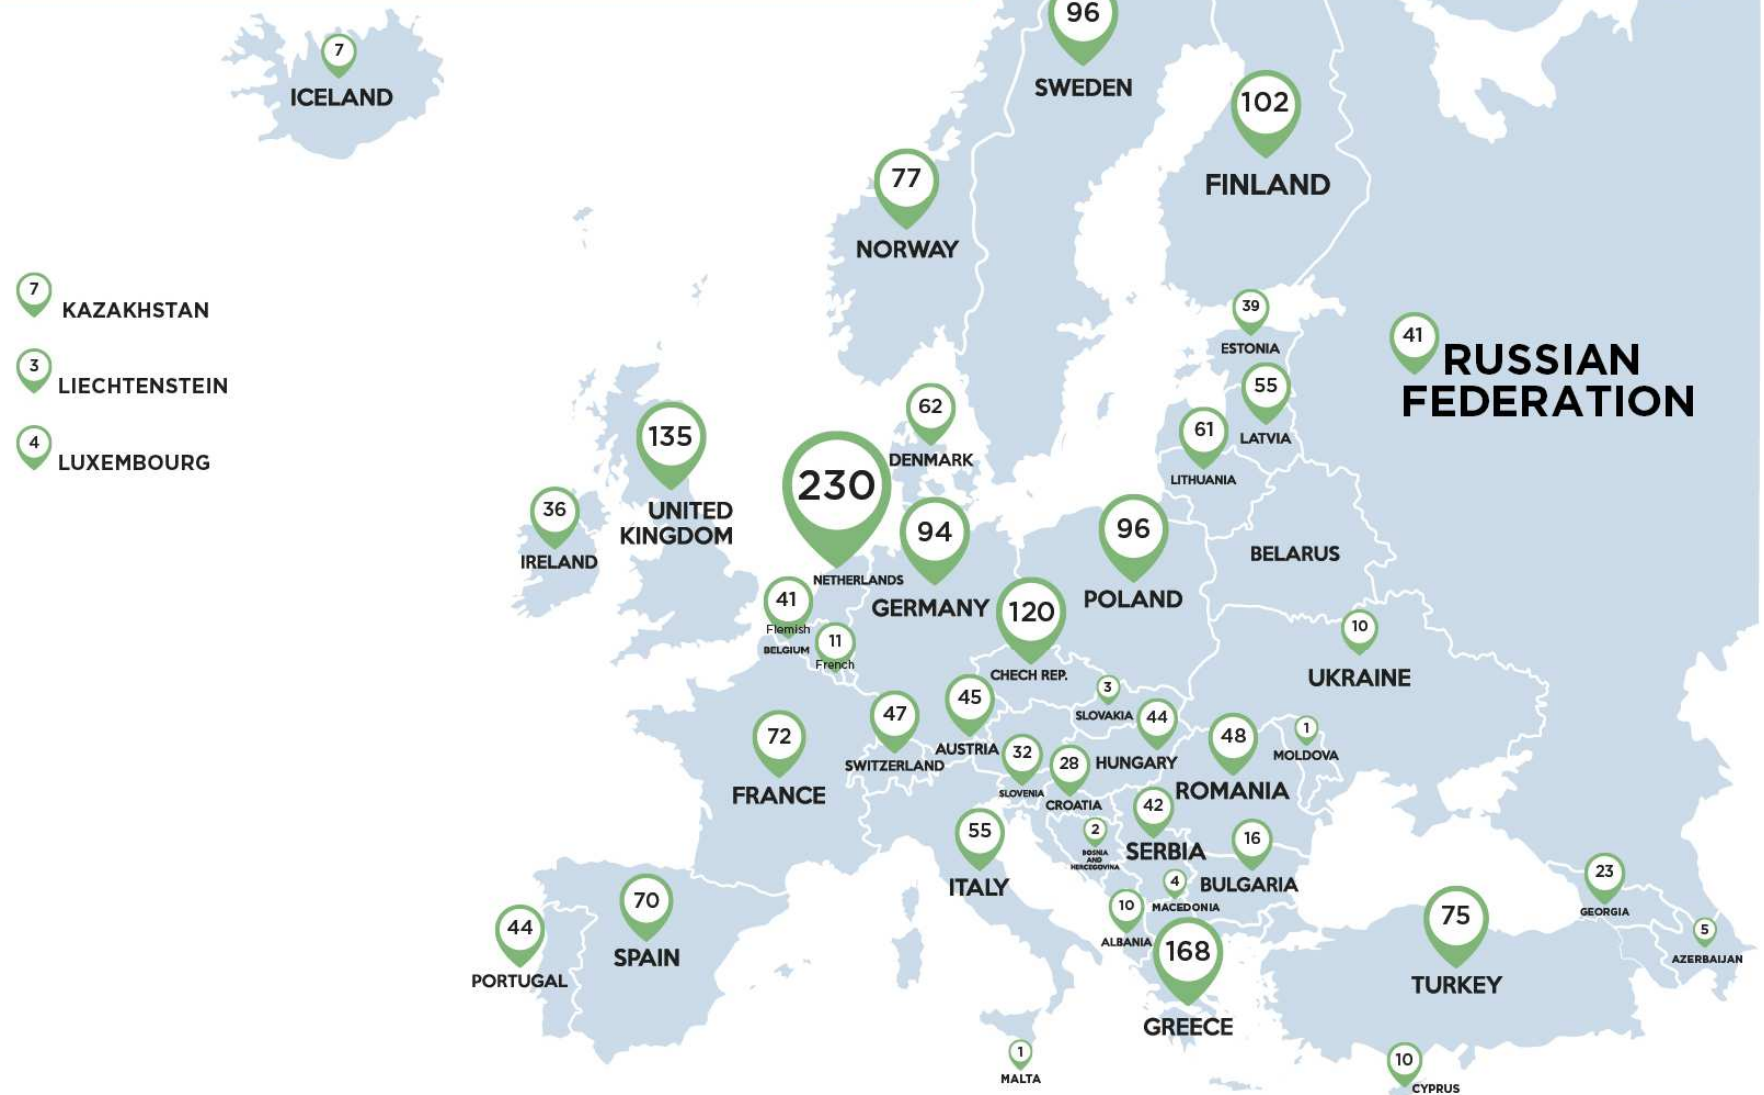 96
SWEDEN
7
ICELAND
102
FINLAND
77
NORWAY
7
KAZAKHSTAN
3
LIECHTENSTEIN
4
LUXEMBOURG
39
ESTONIA
41
RUSSIAN
FEDERATION
55
LATVIA
61
LITHUANIA
62
DENMARK
135
UNITED
KINGDOM
230
NETHERLANDS
36
IRELAND
94
GERMANY
96
POLAND
BELARUS
41
Flemish
BELGIUM
11
French
120
CHECH REP.
10
UKRAINE
3
SLOVAKIA
45
AUSTRIA
47
SWITZERLAND
44
HUNGARY
72
FRANCE
32
SLOVENIA
28
CROATIA
48
ROMANIA
1
MOLDOVA
42
SERBIA
55
ITALY
2
BOSNIA
AND
HERCEGOVINA
16
BULGARIA
4
MACEDONIA
10
ALBANIA
168
GREECE
70
SPAIN
44
PORTUGAL
75
TURKEY
23
GEORGIA
5
AZERBAIJAN
1
MALTA
10
CYPRUS